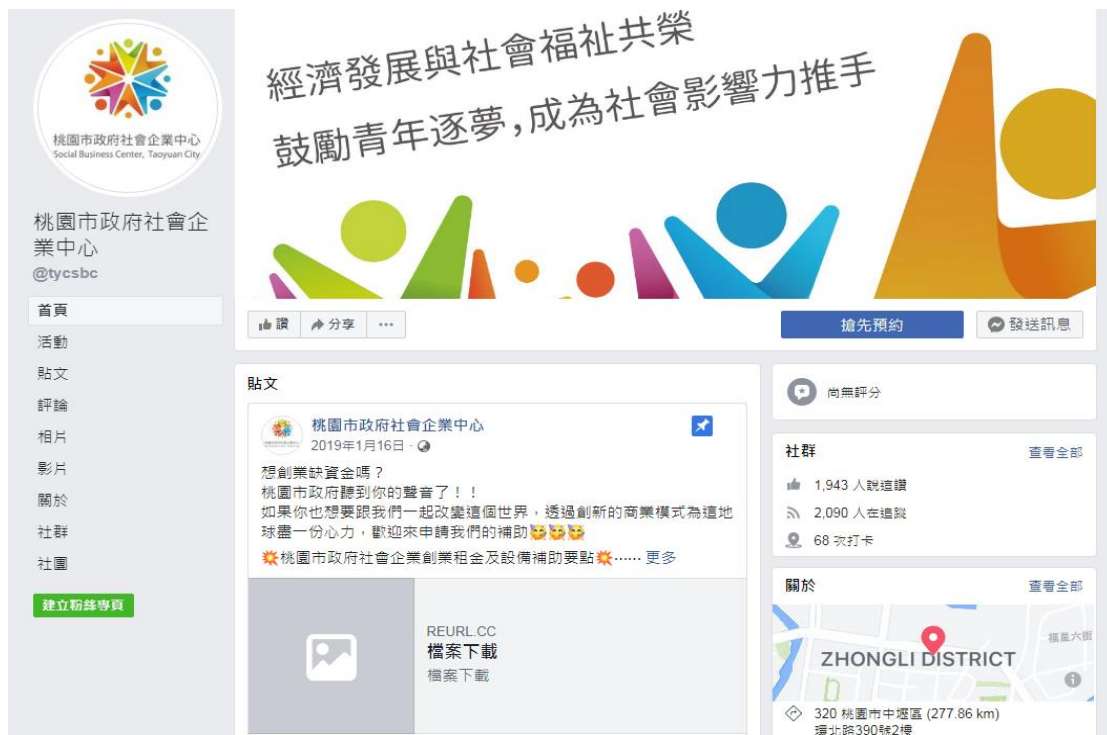 桃園市政府社會企業中心
Social Business Center, Taoyuan City
桃園市政府社會企
業中心
@tycsbc
首頁
活動
貼文
評論
相片
影片
關於
社群
社團
建立粉絲專頁
經濟發展與社會福祉共榮
鼓勵青年逐夢,成為社會影響力推手
讚
分享
...
搶先預約
發送訊息
貼文
桃園市政府社會企業中心
2019年1月16日 ·
想創業缺資金嗎？
桃園市政府聽到你的聲音了！！
如果你也想要跟我們一起改變這個世界，透過創新的商業模式為這地
球盡一份心力，歡迎來申請我們的補助🥰🥰🥰
💥桃園市政府社會企業創業租金及設備補助要點💥…… 更多
REURL.CC
檔案下載
檔案下載
尚無評分
社群
查看全部
1,943 人說這讚
2,090 人在追蹤
68 次打卡
關於
查看全部
福星六街
ZHONGLI DISTRICT
320 桃園市中壢區 (277.86 km)
環北路390號2樓